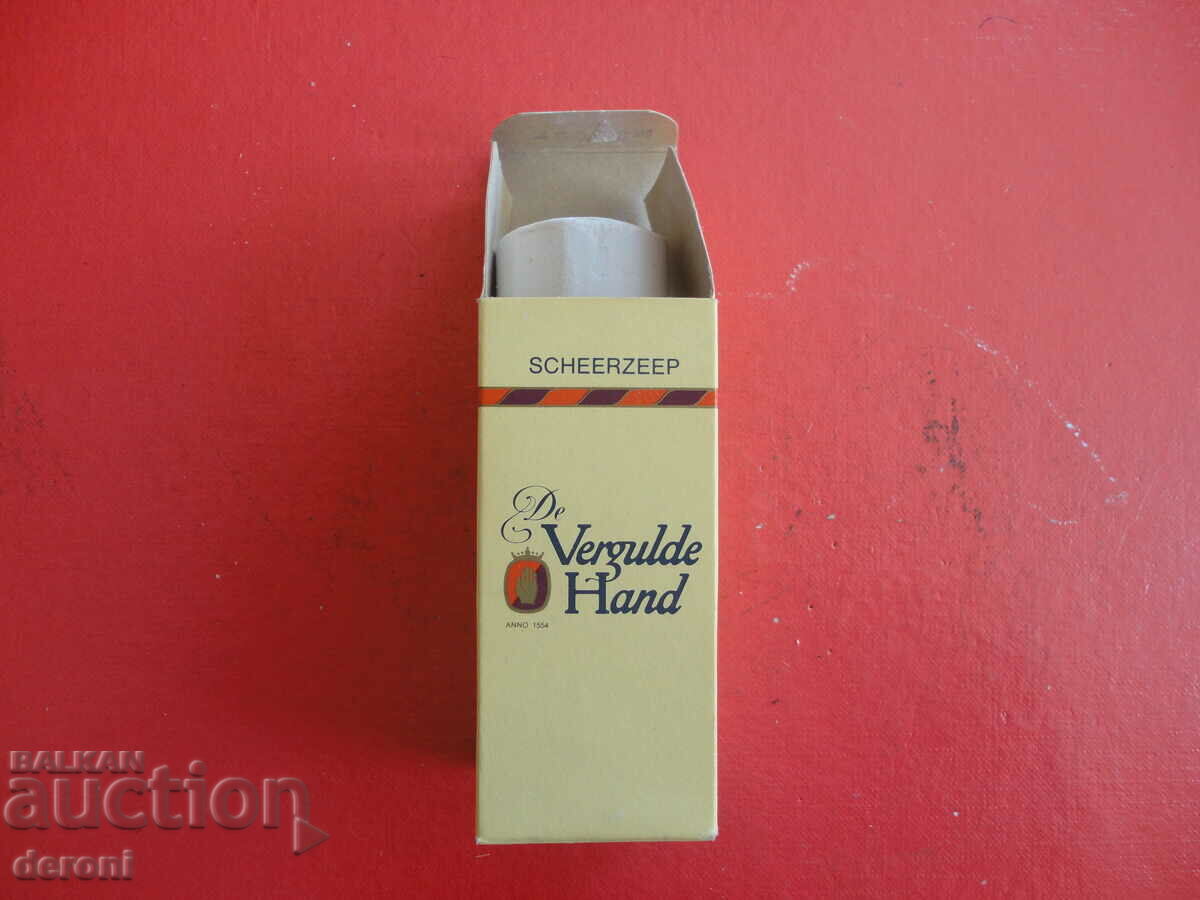 SCHEERZEEP
De
Vergulde
Hand
ANNO 1554
BALKAN
auction
deroni